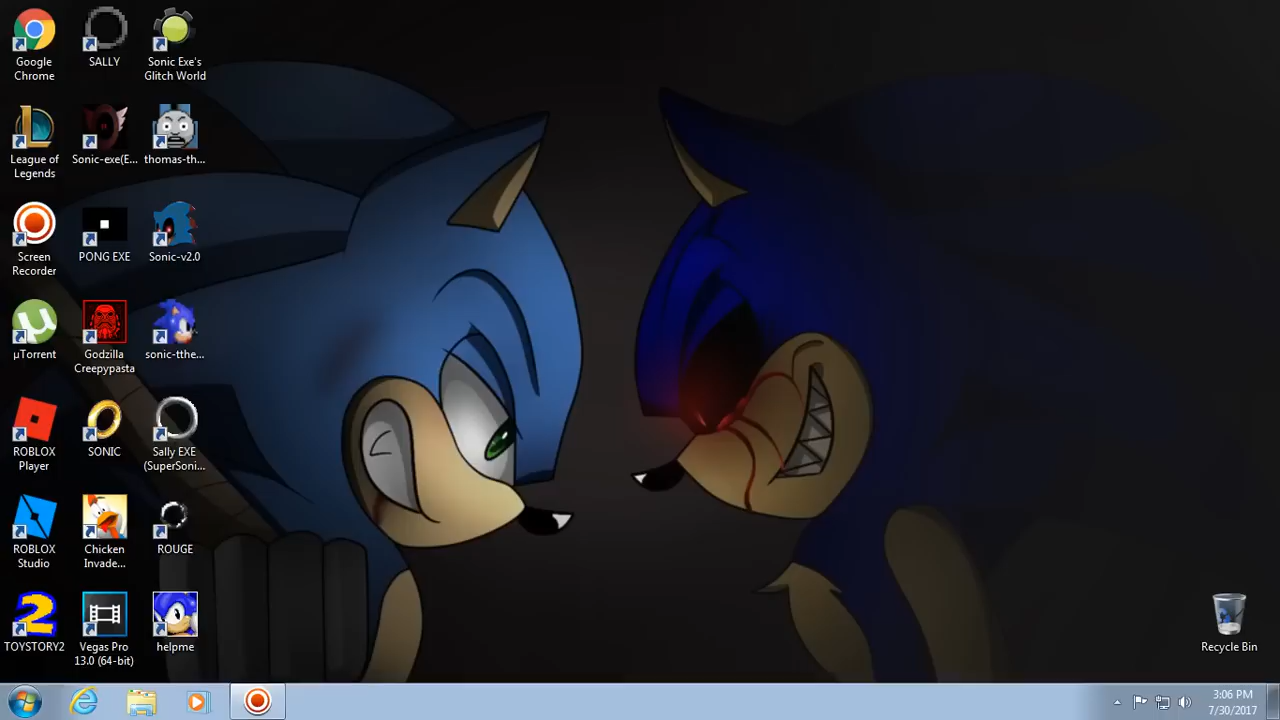 Google
Chrome
SALLY
Sonic Exe's
Glitch World
League of
Legends
Sonic-exe(E...
thomas-th...
Screen
Recorder
PONG EXE
Sonic-v2.0
µTorrent
Godzilla
Creepypasta
sonic-tthe...
ROBLOX
Player
SONIC
Sally EXE
(SuperSoni...
ROBLOX
Studio
Chicken
Invade...
ROUGE
TOYSTORY2
Vegas Pro
13.0 (64-bit)
helpme
Recycle Bin
3:06 PM
7/30/2017